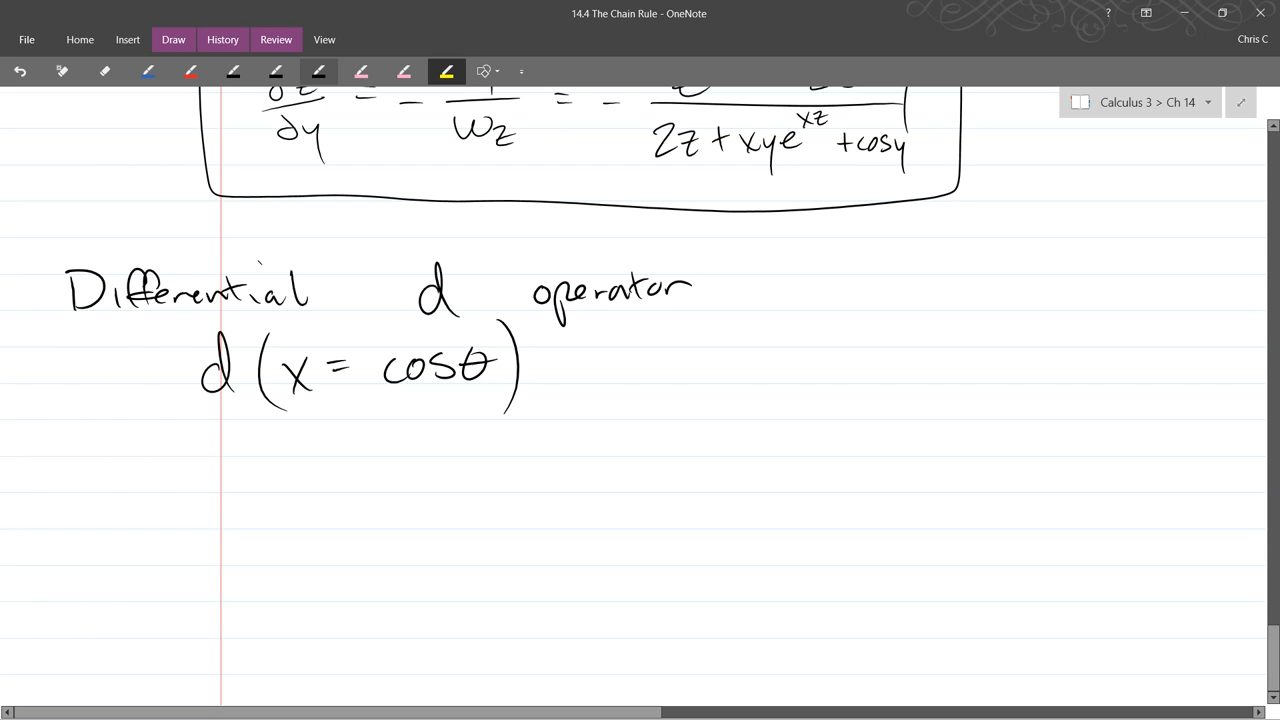 14.4 The Chain Rule - OneNote
?
File Home Insert Draw History Review View
Chris C
Calculus 3 > Ch 14
∂y = - w_z = - 2z + xye^{xz} + cosy
Differential d operator
d(x = cosθ)